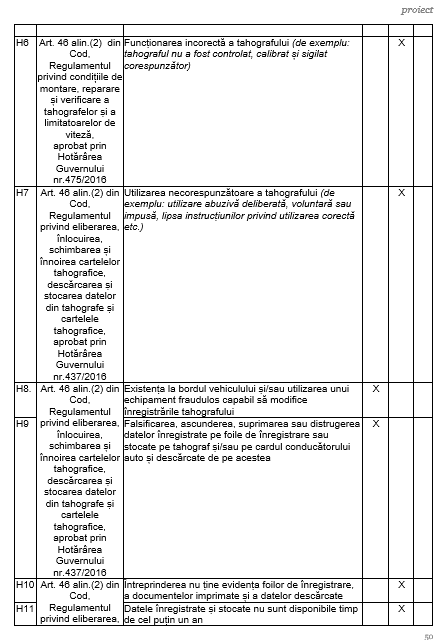 proiect
H6
Art. 46 alin.(2) din
Cod,
Regulamentul
privind condițiile de
montare, reparare
și verificare a
tahografelor și a
limitatoarelor de
viteză,
aprobat prin
Hotărârea
Guvernului
nr.475/2016
Funcționarea incorectă a tahografului (de exemplu:
tahograful nu a fost controlat, calibrat și sigilat
corespunzător)
X
H7
Art. 46 alin.(2) din
Cod,
Regulamentul
privind eliberarea,
înlocuirea,
schimbarea și
înnoirea cartelelor
tahografice,
descărcarea și
stocarea datelor
din tahografe și
cartelele
tahografice,
aprobat prin
Hotărârea
Guvernului
nr.437/2016
Utilizarea necorespunzătoare a tahografului (de
exemplu: utilizare abuzivă deliberată, voluntară sau
impusă, lipsa instrucțiunilor privind utilizarea corectă
etc.)
X
H8.
Art. 46 alin.(2) din
Cod,
Regulamentul
privind eliberarea,
înlocuirea,
schimbarea și
înnoirea cartelelor
tahografice,
descărcarea și
stocarea datelor
din tahografe și
cartelele
tahografice,
aprobat prin
Hotărârea
Guvernului
nr.437/2016
Existența la bordul vehiculului și/sau utilizarea unui
echipament fraudulos capabil să modifice
înregistrările tahografului
X
H9
Falsificarea, ascunderea, suprimarea sau distrugerea
datelor înregistrate pe foile de înregistrare sau
stocate pe tahograf și/sau pe cardul conducătorului
auto și descărcate de pe acestea
X
H10
Art. 46 alin.(2) din
Cod,
Regulamentul
privind eliberarea,
Întreprinderea nu ține evidența foilor de înregistrare,
a documentelor imprimate și a datelor descărcate
X
H11
Datele înregistrate și stocate nu sunt disponibile timp
de cel puțin un an
X
50